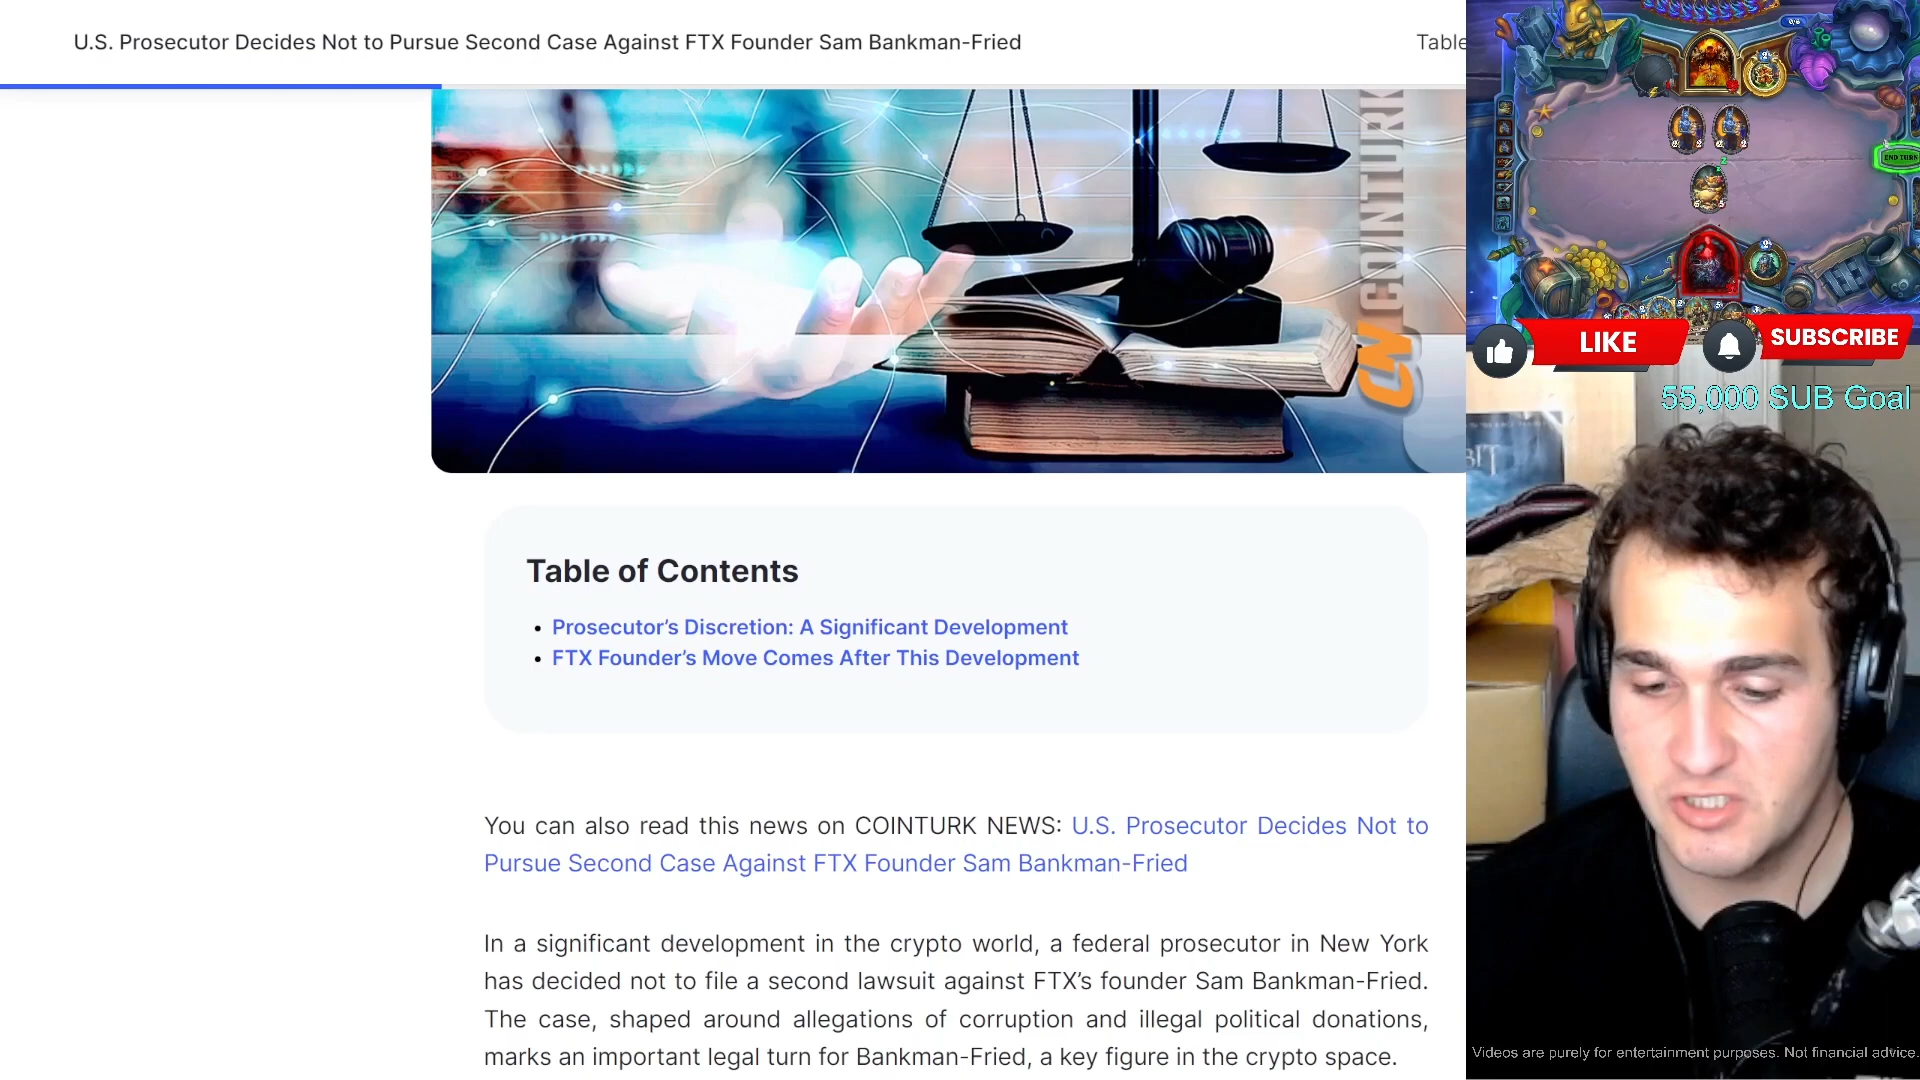 U.S. Prosecutor Decides Not to Pursue Second Case Against FTX Founder Sam Bankman-Fried
Table
COINTURK
CN
END TURN
LIKE
SUBSCRIBE
55,000 SUB Goal
Table of Contents
• Prosecutor’s Discretion: A Significant Development
• FTX Founder’s Move Comes After This Development
You can also read this news on COINTURK NEWS: U.S. Prosecutor Decides Not to
Pursue Second Case Against FTX Founder Sam Bankman-Fried
In a significant development in the crypto world, a federal prosecutor in New York
has decided not to file a second lawsuit against FTX’s founder Sam Bankman-Fried.
The case, shaped around allegations of corruption and illegal political donations,
marks an important legal turn for Bankman-Fried, a key figure in the crypto space.
Videos are purely for entertainment purposes. Not financial advice.